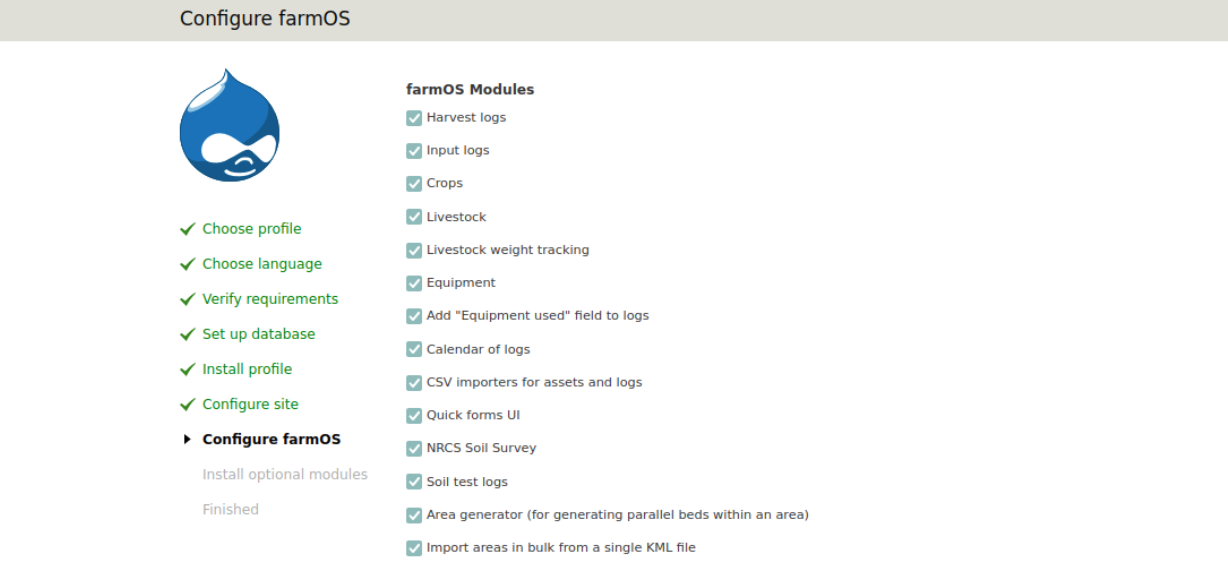 Configure farmOS
Choose profile
Choose language
Verify requirements
Set up database
Install profile
Configure site
Configure farmOS
Install optional modules
Finished
farmOS Modules
Harvest logs
Input logs
Crops
Livestock
Livestock weight tracking
Equipment
Add "Equipment used" field to logs
Calendar of logs
CSV importers for assets and logs
Quick forms UI
NRCS Soil Survey
Soil test logs
Area generator (for generating parallel beds within an area)
Import areas in bulk from a single KML file